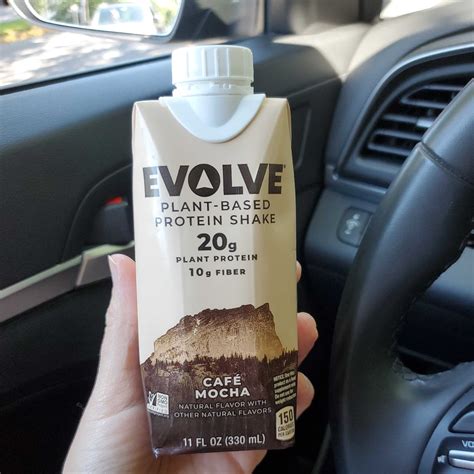 EVOLVE
PLANT-BASED
PROTEIN SHAKE
20g
PLANT PROTEIN
10g FIBER
CAFÉ
MOCHA
NATURAL FLAVOR WITH
OTHER NATURAL FLAVORS
11 FL OZ (330 mL)
150
CALORIES